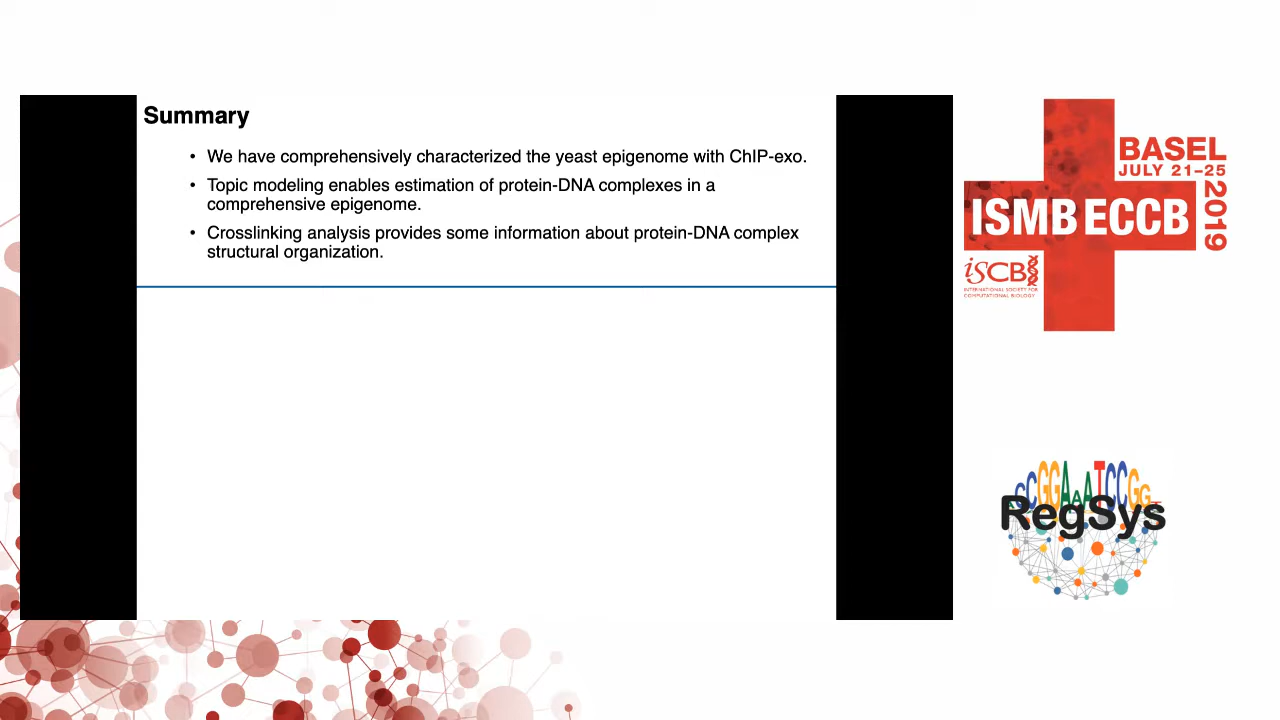 Summary
• We have comprehensively characterized the yeast epigenome with ChIP-exo.
• Topic modeling enables estimation of protein-DNA complexes in a
comprehensive epigenome.
• Crosslinking analysis provides some information about protein-DNA complex
structural organization.
BASEL
JULY 21–25
2019
ISMB ECCB
iSCB
INTERNATIONAL SOCIETY FOR
COMPUTATIONAL BIOLOGY
CCGGAAATCCGG
RegSys